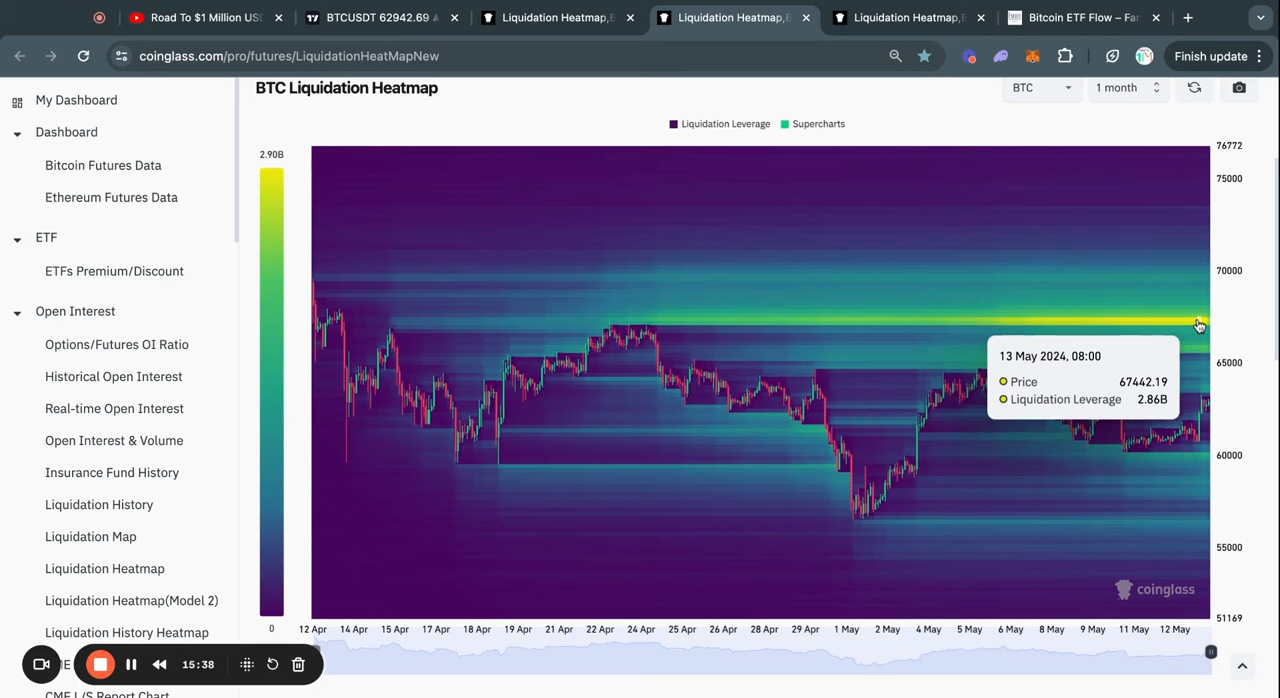 Road To $1 Million US
BTCUSDT 62942.69
Liquidation Heatmap,
Liquidation Heatmap,
Liquidation Heatmap,
Bitcoin ETF Flow – Far
coinglass.com/pro/futures/LiquidationHeatMapNew
Finish update
My Dashboard
Dashboard
Bitcoin Futures Data
Ethereum Futures Data
ETF
ETFs Premium/Discount
Open Interest
Options/Futures OI Ratio
Historical Open Interest
Real-time Open Interest
Open Interest & Volume
Insurance Fund History
Liquidation History
Liquidation Map
Liquidation Heatmap
Liquidation Heatmap(Model 2)
Liquidation History Heatmap
CME L/S Report Chart
15:38
BTC Liquidation Heatmap
BTC
1 month
Liquidation Leverage
Supercharts
2.90B
0
76772
75000
70000
65000
60000
55000
51169
13 May 2024, 08:00
Price 67442.19
Liquidation Leverage 2.86B
coinglass
12 Apr 14 Apr 15 Apr 17 Apr 18 Apr 19 Apr 21 Apr 22 Apr 24 Apr 25 Apr 26 Apr 28 Apr 29 Apr 1 May 2 May 4 May 5 May 6 May 8 May 9 May 11 May 12 May